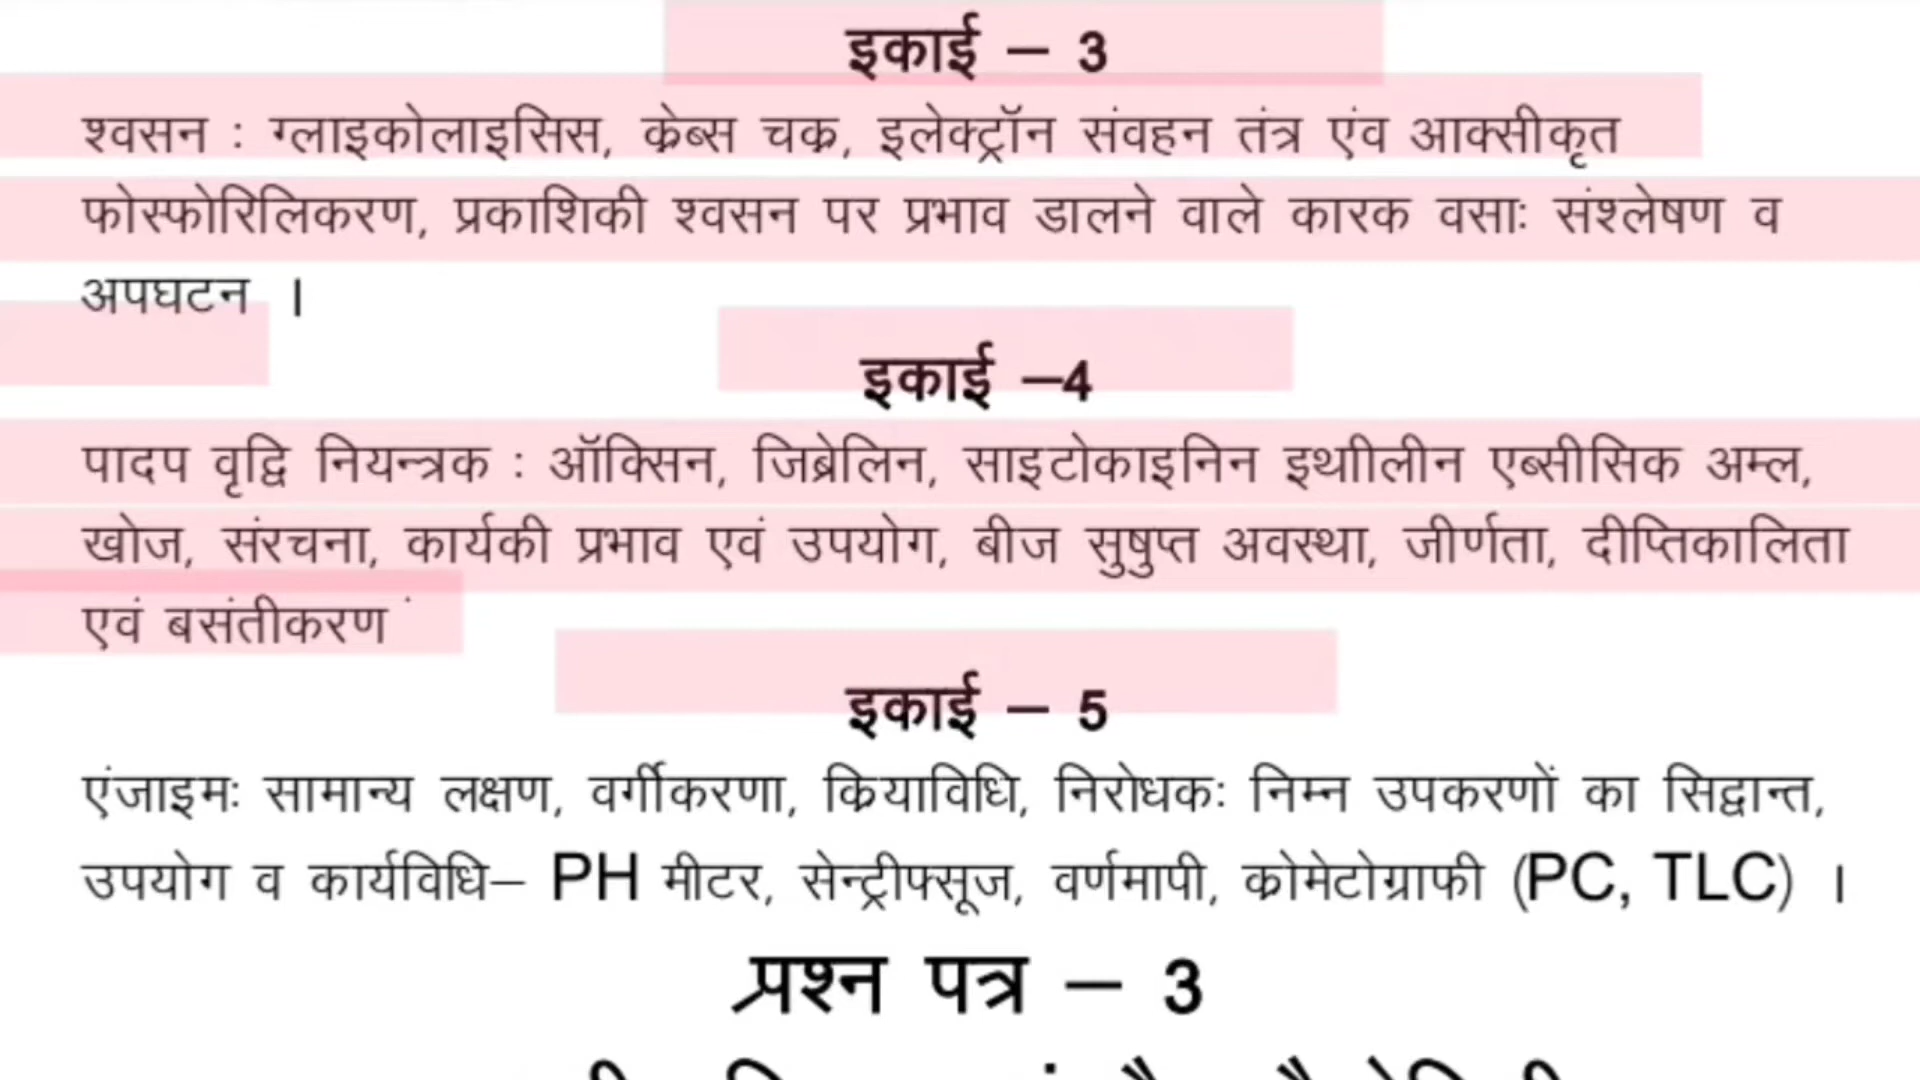 इकाई – 3
श्वसन : ग्लाइकोलाइसिस, क्रेब्स चक्र, इलेक्ट्रॉन संवहन तंत्र एंव आक्सीकृत
फोस्फोरिलिकरण, प्रकाशिकी श्वसन पर प्रभाव डालने वाले कारक वसाः संश्लेषण व
अपघटन ।
इकाई –4
पादप वृद्वि नियन्त्रक : ऑक्सिन, जिब्रेलिन, साइटोकाइनिन इथाीलीन एब्सीसिक अम्ल,
खोज, संरचना, कार्यकी प्रभाव एवं उपयोग, बीज सुषुप्त अवस्था, जीर्णता, दीप्तिकालिता
एवं बसंतीकरण
इकाई – 5
एंजाइमः सामान्य लक्षण, वर्गीकरणा, क्रियाविधि, निरोधकः निम्न उपकरणों का सिद्वान्त,
उपयोग व कार्यविधि– PH मीटर, सेन्ट्रीफ्सूज, वर्णमापी, क्रोमेटोग्राफी (PC, TLC) ।
प्रश्न पत्र – 3